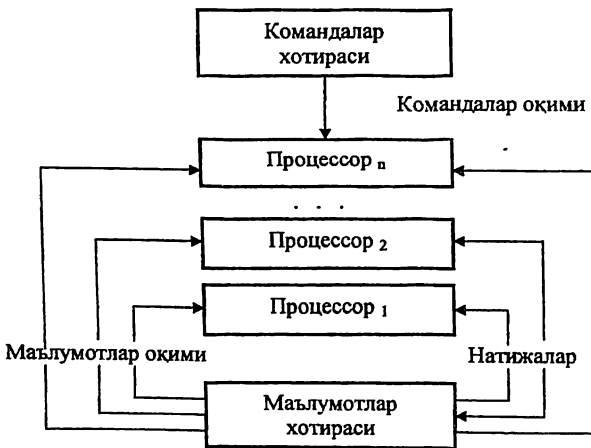 Командалар
хотираси
Командалар оқими
Процессор n
. . .
Процессор 2
Процессор 1
Маълумотлар оқими
Натижалар
Маълумотлар
хотираси